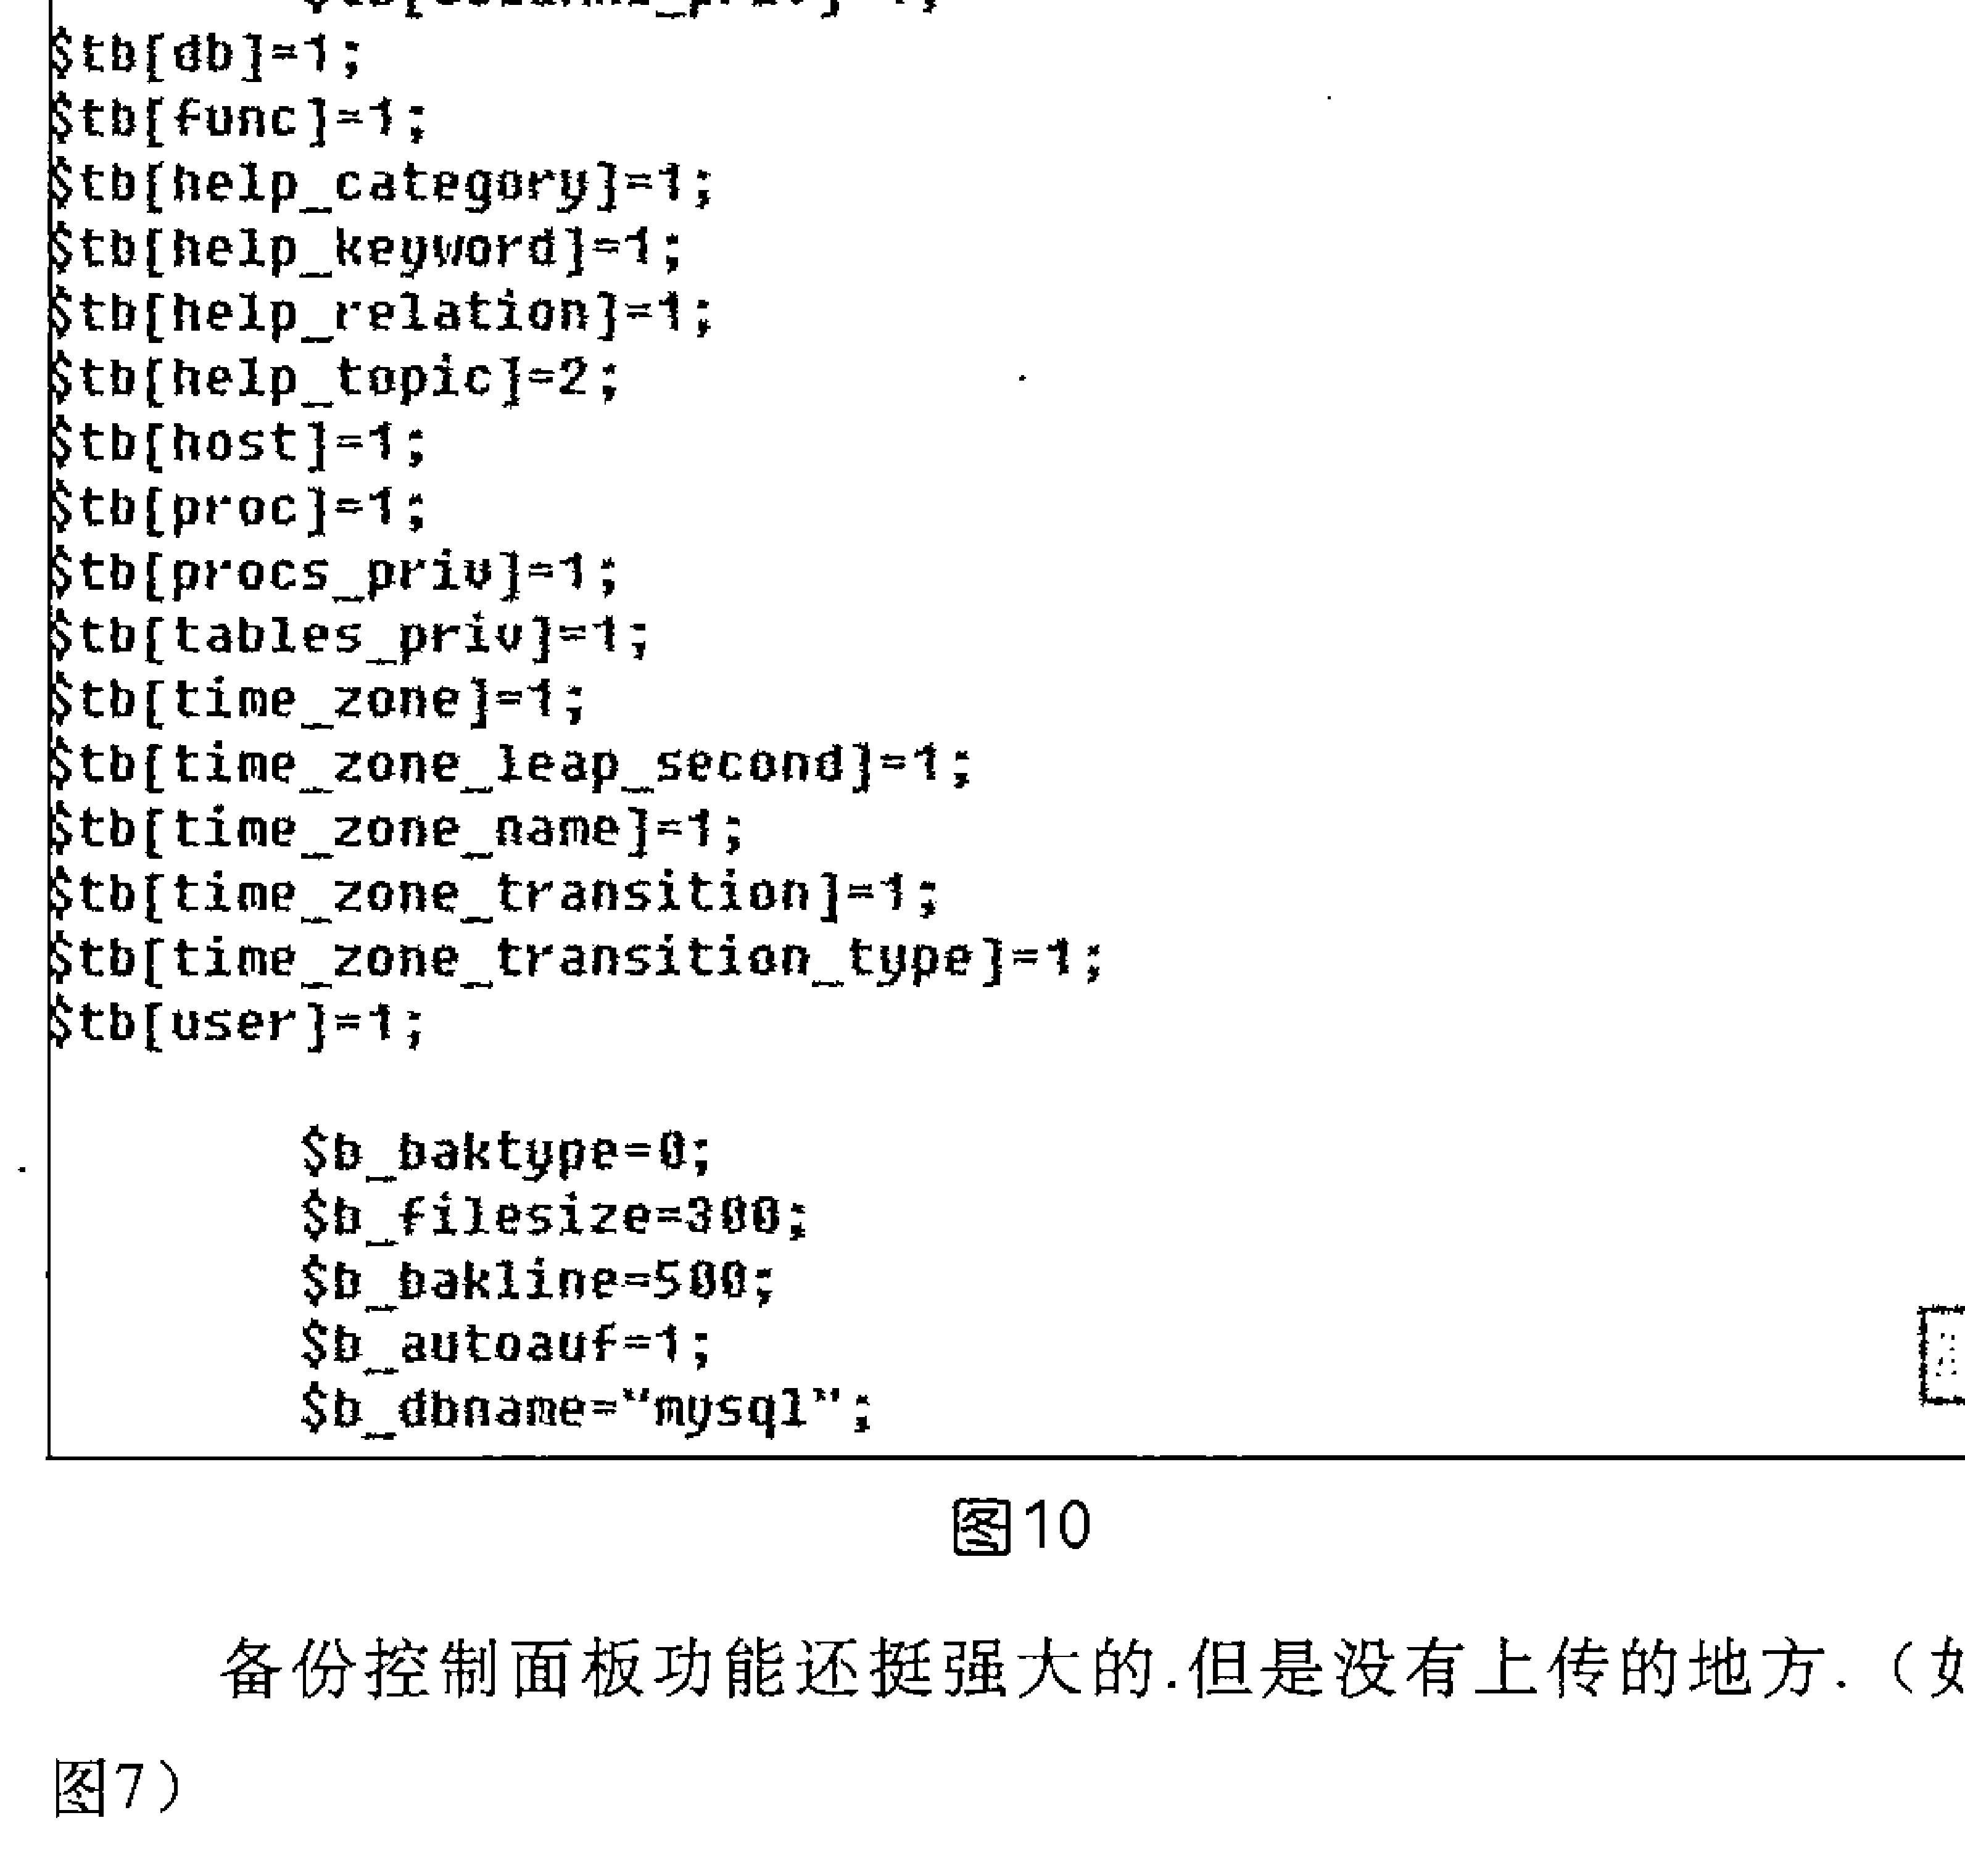 $tb[db]=1;
$tb[func]=1;
$tb[help_category]=1;
$tb[help_keyword]=1;
$tb[help_relation]=1;
$tb[help_topic]=2;
$tb[host]=1;
$tb[proc]=1;
$tb[procs_priv]=1;
$tb[tables_priv]=1;
$tb[time_zone]=1;
$tb[time_zone_leap_second]=1;
$tb[time_zone_name]=1;
$tb[time_zone_transition]=1;
$tb[time_zone_transition_type]=1;
$tb[user]=1;
$b_baktype=0;
$b_filesize=300;
$b_bakline=500;
$b_autoauf=1;
$b_dbname="mysql";
图10
备份控制面板功能还挺强大的.但是没有上传的地方.（如
图7）